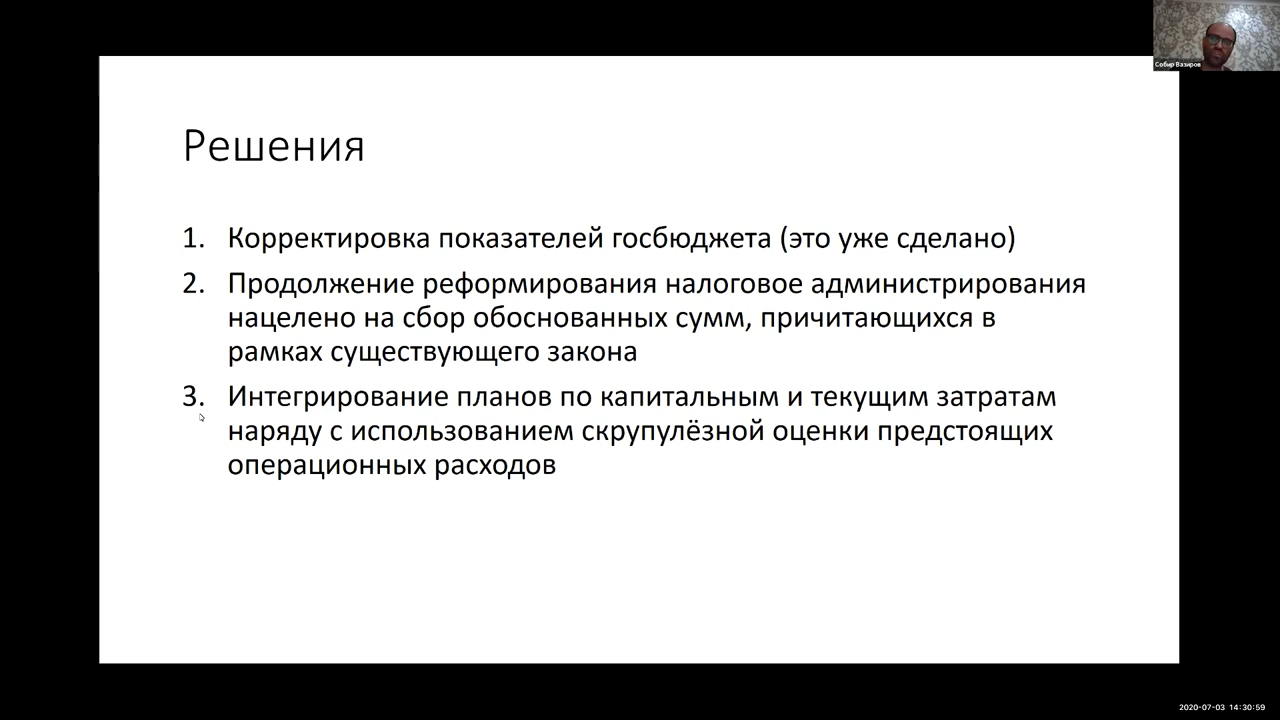 Собир Вазиров
Решения
1. Корректировка показателей госбюджета (это уже сделано)
2. Продолжение реформирования налоговое администрирования
нацелено на сбор обоснованных сумм, причитающихся в
рамках существующего закона
3. Интегрирование планов по капитальным и текущим затратам
наряду с использованием скрупулёзной оценки предстоящих
операционных расходов
2020-07-03 14:30:59